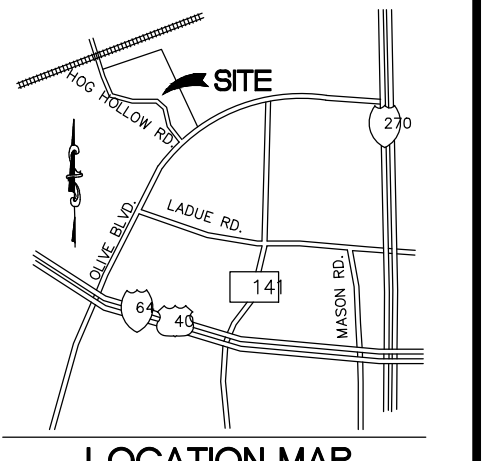 SITE
HOG HOLLOW RD.
270
LADUE RD.
OLIVE BLVD.
141
MASON RD.
64
40
LOCATION MAP